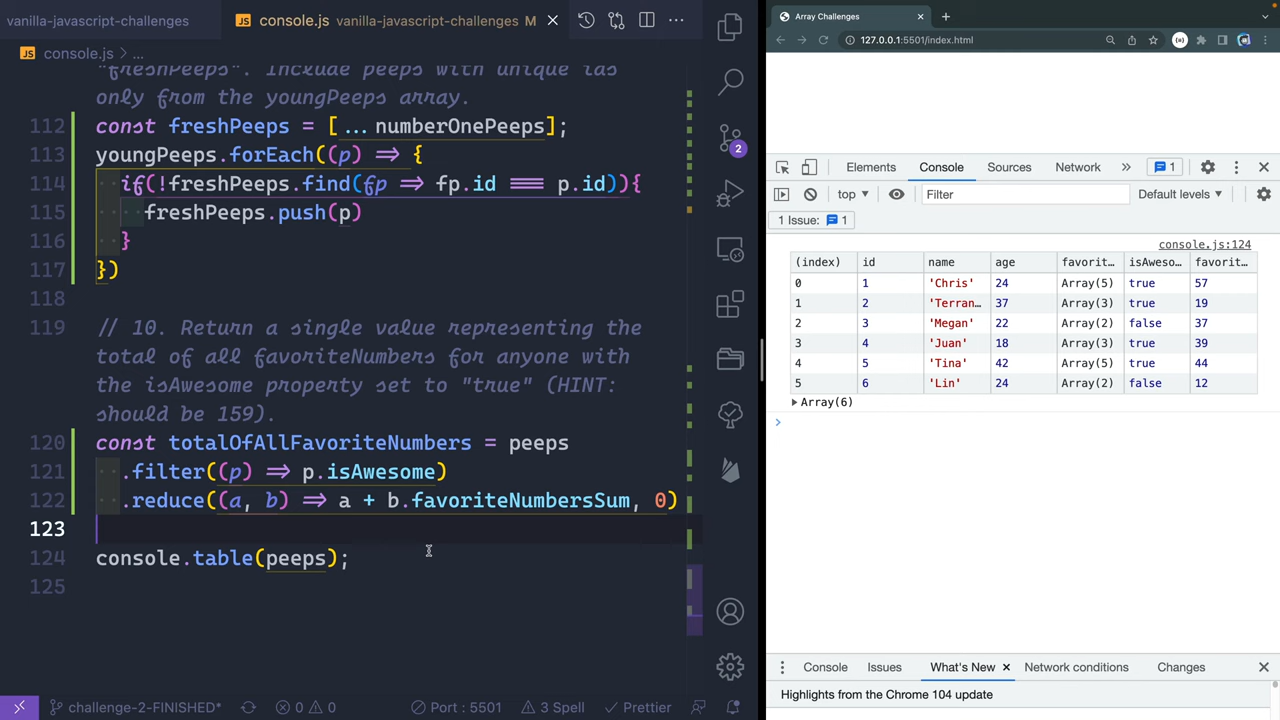 vanilla-javascript-challenges
JS console.js vanilla-javascript-challenges M
JS console.js > ...
"freshPeeps". Include peeps with unique ids
only from the youngPeeps array.
112 const freshPeeps = [...numberOnePeeps];
113 youngPeeps.forEach((p) => {
114 if(!freshPeeps.find(fp => fp.id === p.id)){
115 freshPeeps.push(p)
116 }
117 })
118
119 // 10. Return a single value representing the
total of all favoriteNumbers for anyone with
the isAwesome property set to "true" (HINT:
should be 159).
120 const totalOfAllFavoriteNumbers = peeps
121 .filter((p) => p.isAwesome)
122 .reduce((a, b) => a + b.favoriteNumbersSum, 0)
123
124 console.table(peeps);
125
2
challenge-2-FINISHED* 0 0 Port : 5501 3 Spell Prettier
Array Challenges
127.0.0.1:5501/index.html
Elements Console Sources Network » 1
top Filter Default levels
1 Issue: 1
console.js:124
(index) id name age favorit... isAweso... favorit...
0 1 'Chris' 24 Array(5) true 57
1 2 'Terran... 37 Array(3) true 19
2 3 'Megan' 22 Array(2) false 37
3 4 'Juan' 18 Array(3) true 39
4 5 'Tina' 42 Array(5) true 44
5 6 'Lin' 24 Array(2) false 12
Array(6)
Console Issues What's New Network conditions Changes
Highlights from the Chrome 104 update